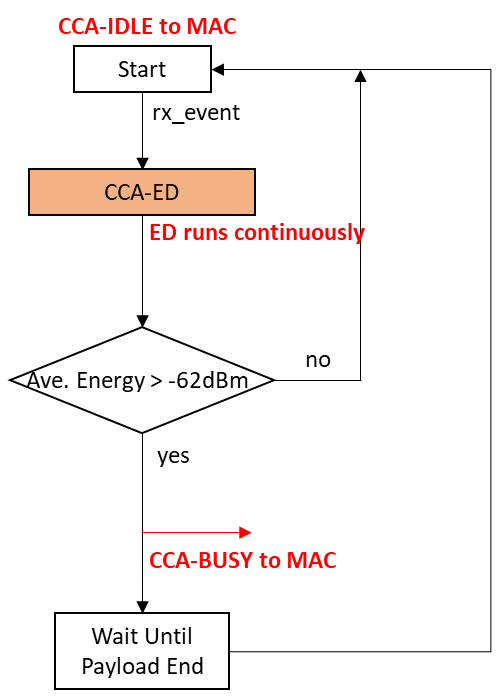 CCA-IDLE to MAC
Start
rx_event
CCA-ED
ED runs continuously
Ave. Energy > -62dBm
no
yes
CCA-BUSY to MAC
Wait Until
Payload End